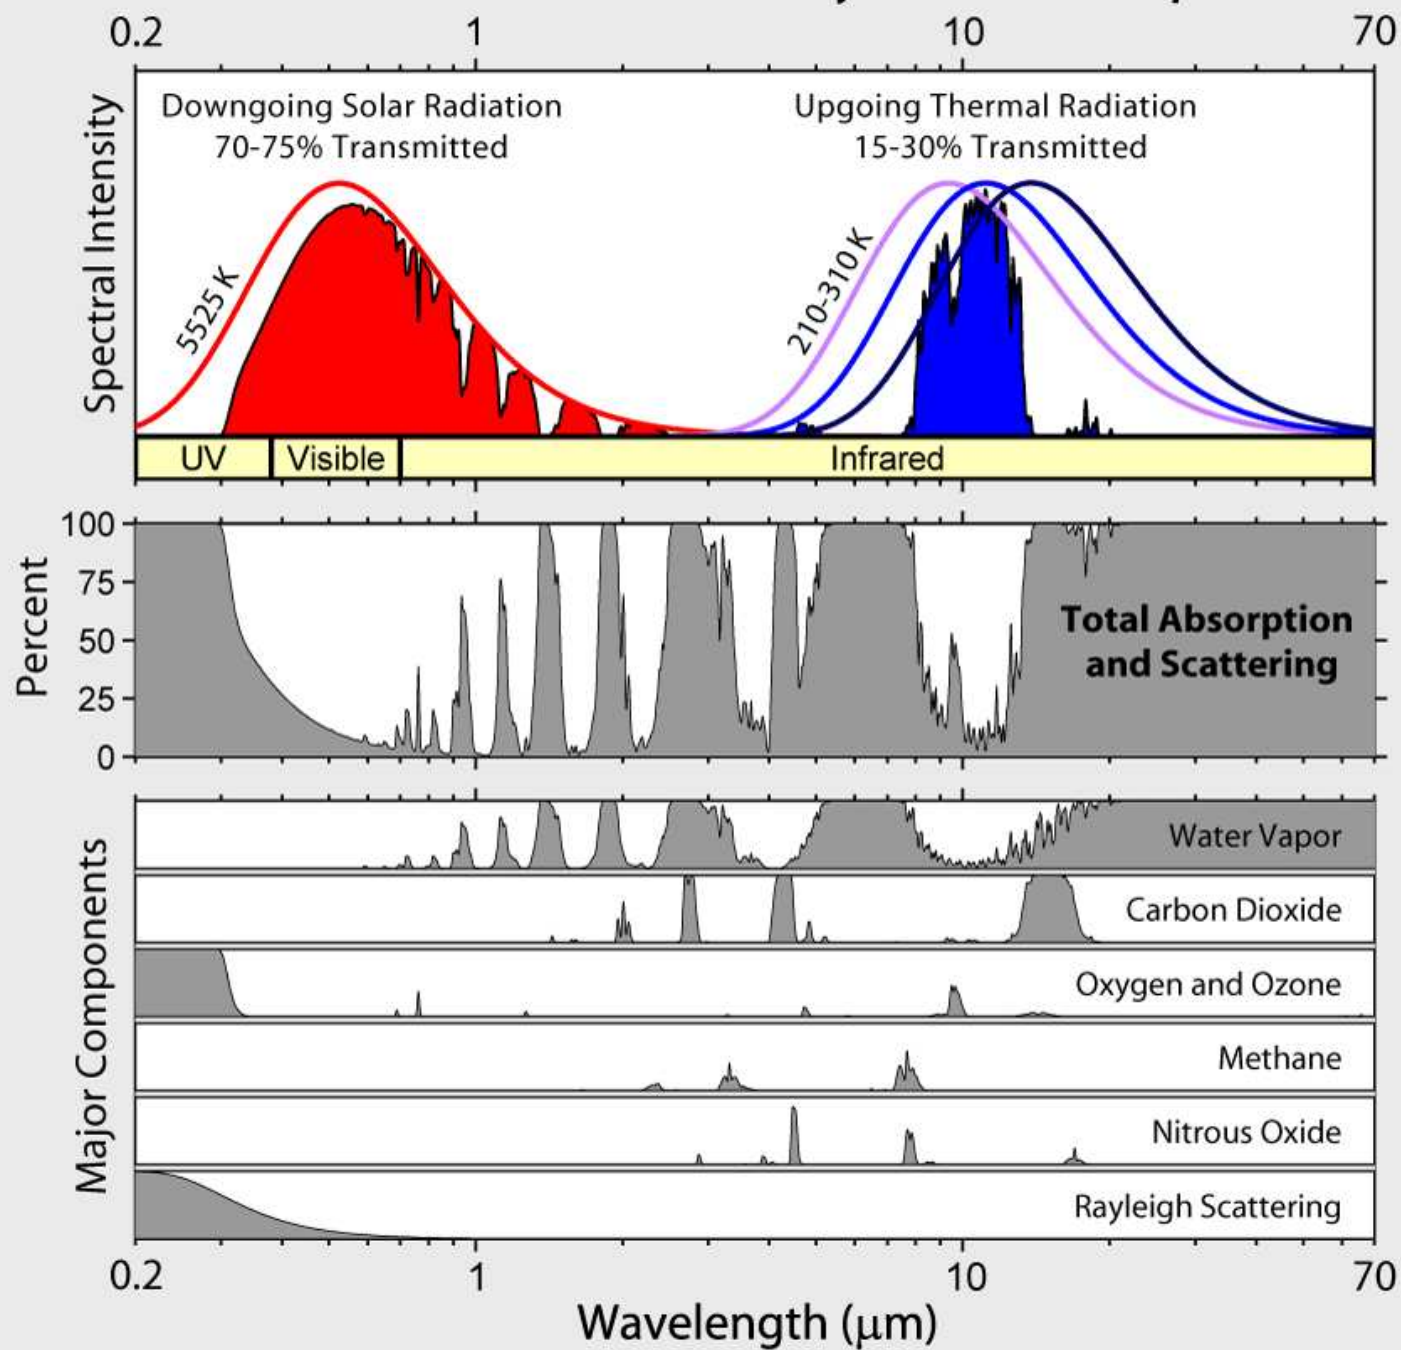 0.2 1 10 70
Downgoing Solar Radiation
70-75% Transmitted
Upgoing Thermal Radiation
15-30% Transmitted
Spectral Intensity
5525 K
210-310 K
UV Visible Infrared
Percent
100
75
50
25
0
Total Absorption
and Scattering
Major Components
Water Vapor
Carbon Dioxide
Oxygen and Ozone
Methane
Nitrous Oxide
Rayleigh Scattering
0.2 1 10 70
Wavelength (μm)